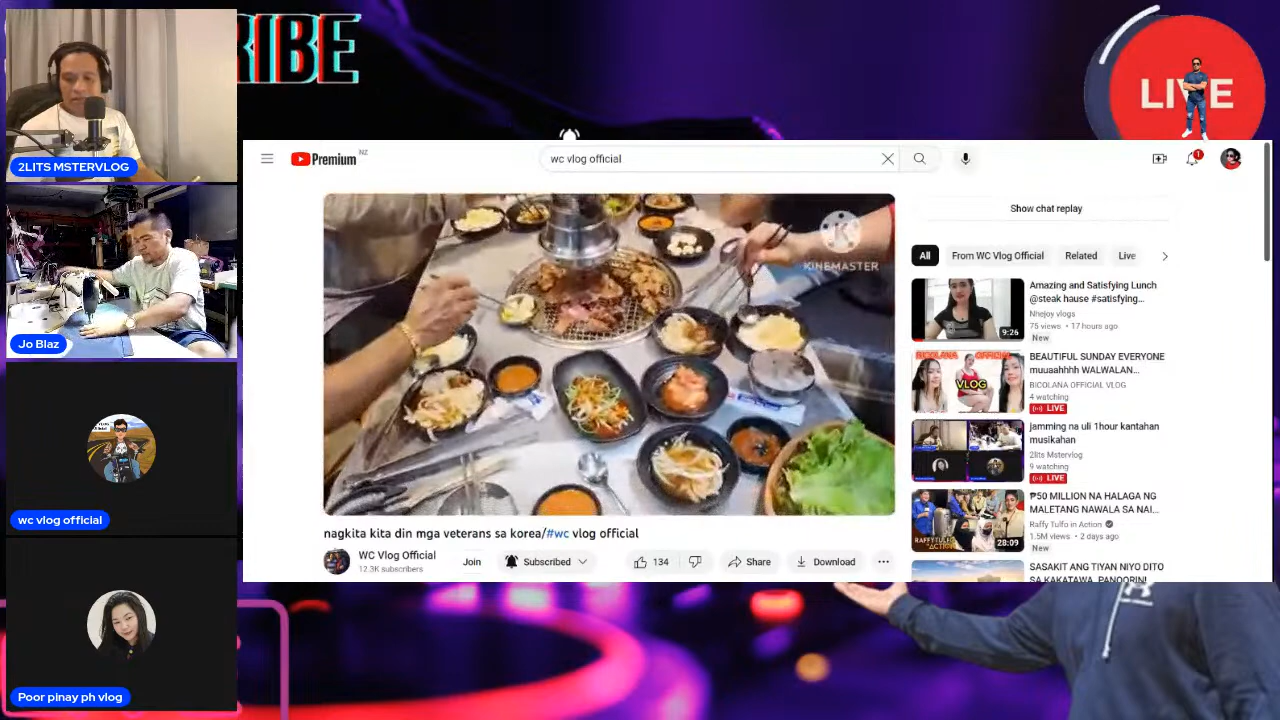 RIBE
LIVE
2LITS MSTERVLOG
Jo Blaz
wc vlog official
Poor pinay ph vlog
Premium NZ
wc vlog official
1
KINEMASTER
nagkita kita din mga veterans sa korea/#wc vlog official
WC Vlog Official
12.3K subscribers
Join
Subscribed
134
Share
Download
Show chat replay
All
From WC Vlog Official
Related
Live
Amazing and Satisfying Lunch
@steak hause #satisfying...
Nhejoy vlogs
75 views • 17 hours ago
New
9:26
BEAUTIFUL SUNDAY EVERYONE
muuaahhhh WALWALAN...
BICOLANA OFFICIAL VLOG
4 watching
LIVE
BICOLANA OFFICIAL
VLOG
jamming na uli 1hour kantahan
musikahan
2lits Mstervlog
9 watching
LIVE
₱50 MILLION NA HALAGA NG
MALETANG NAWALA SA NAI...
Raffy Tulfo in Action
1.5M views • 2 days ago
New
28:09
SASAKIT ANG TIYAN NIYO DITO
SA KAKATAWA, PANOORIN!